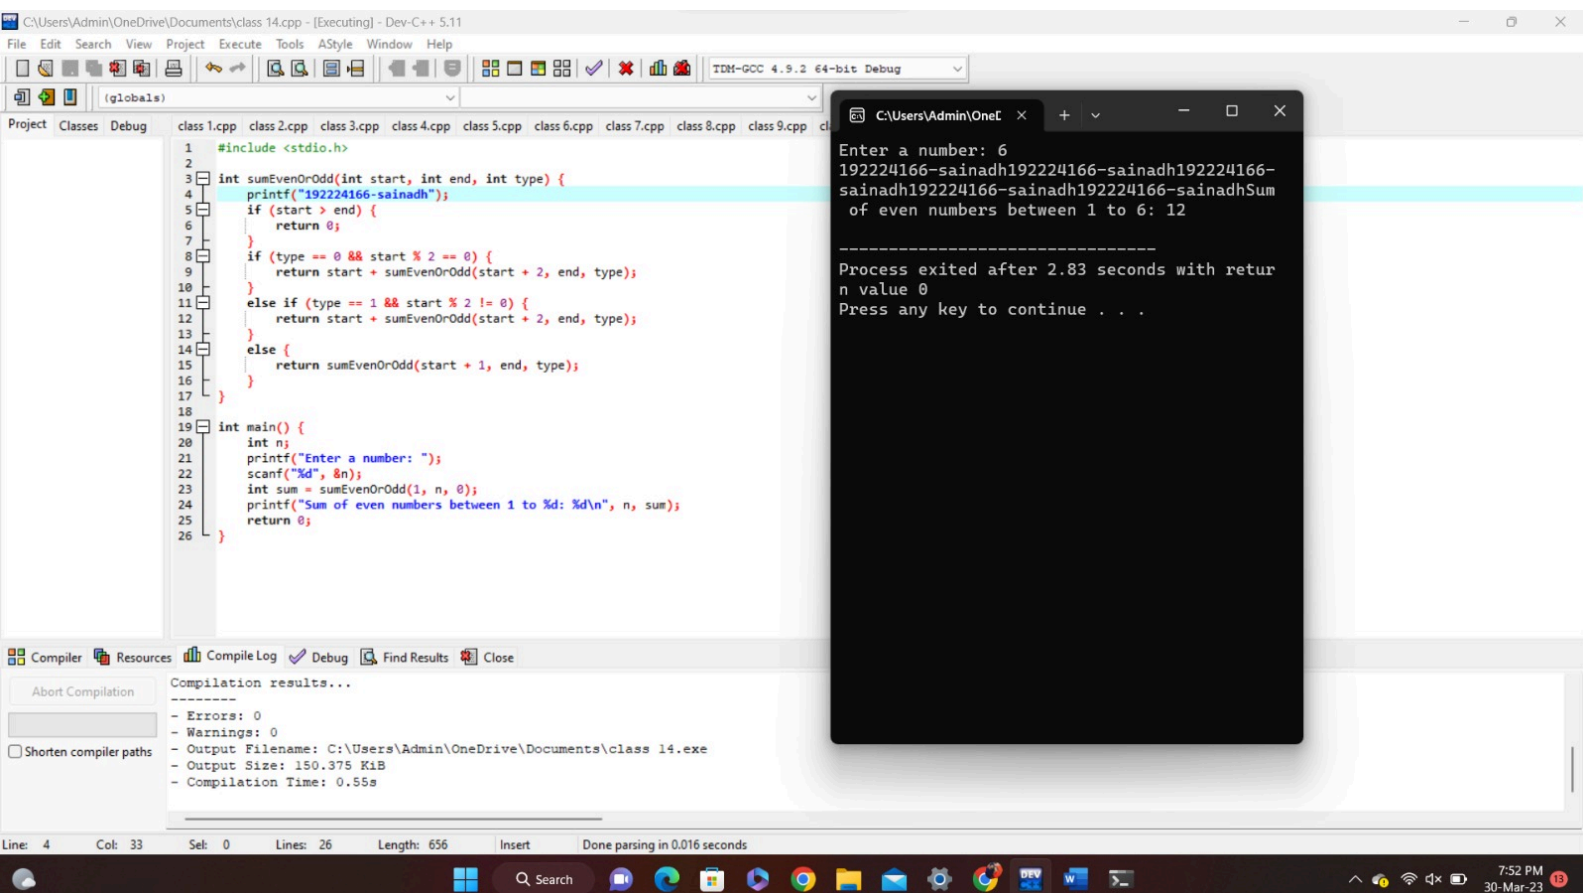 C:\Users\Admin\OneDrive\Documents\class 14.cpp - [Executing] - Dev-C++ 5.11
File Edit Search View Project Execute Tools AStyle Window Help
TDM-GCC 4.9.2 64-bit Debug
(globals)
Project Classes Debug
class 1.cpp class 2.cpp class 3.cpp class 4.cpp class 5.cpp class 6.cpp class 7.cpp class 8.cpp class 9.cpp
1 #include <stdio.h>
2
3 int sumEvenOrOdd(int start, int end, int type) {
4 printf("192224166-sainadh");
5 if (start > end) {
6 return 0;
7 }
8 if (type == 0 && start % 2 == 0) {
9 return start + sumEvenOrOdd(start + 2, end, type);
10 }
11 else if (type == 1 && start % 2 != 0) {
12 return start + sumEvenOrOdd(start + 2, end, type);
13 }
14 else {
15 return sumEvenOrOdd(start + 1, end, type);
16 }
17 }
18
19 int main() {
20 int n;
21 printf("Enter a number: ");
22 scanf("%d", &n);
23 int sum = sumEvenOrOdd(1, n, 0);
24 printf("Sum of even numbers between 1 to %d: %d\n", n, sum);
25 return 0;
26 }
C:\Users\Admin\OneD
Enter a number: 6
192224166-sainadh192224166-sainadh192224166-
sainadh192224166-sainadh192224166-sainadhSum
of even numbers between 1 to 6: 12
--------------------------------
Process exited after 2.83 seconds with retur
n value 0
Press any key to continue . . .
Compiler Resources Compile Log Debug Find Results Close
Abort Compilation
Shorten compiler paths
Compilation results...
--------
- Errors: 0
- Warnings: 0
- Output Filename: C:\Users\Admin\OneDrive\Documents\class 14.exe
- Output Size: 150.375 KiB
- Compilation Time: 0.55s
Line: 4 Col: 33 Sel: 0 Lines: 26 Length: 656 Insert Done parsing in 0.016 seconds
Search
DEV
W
7:52 PM
30-Mar-23
13